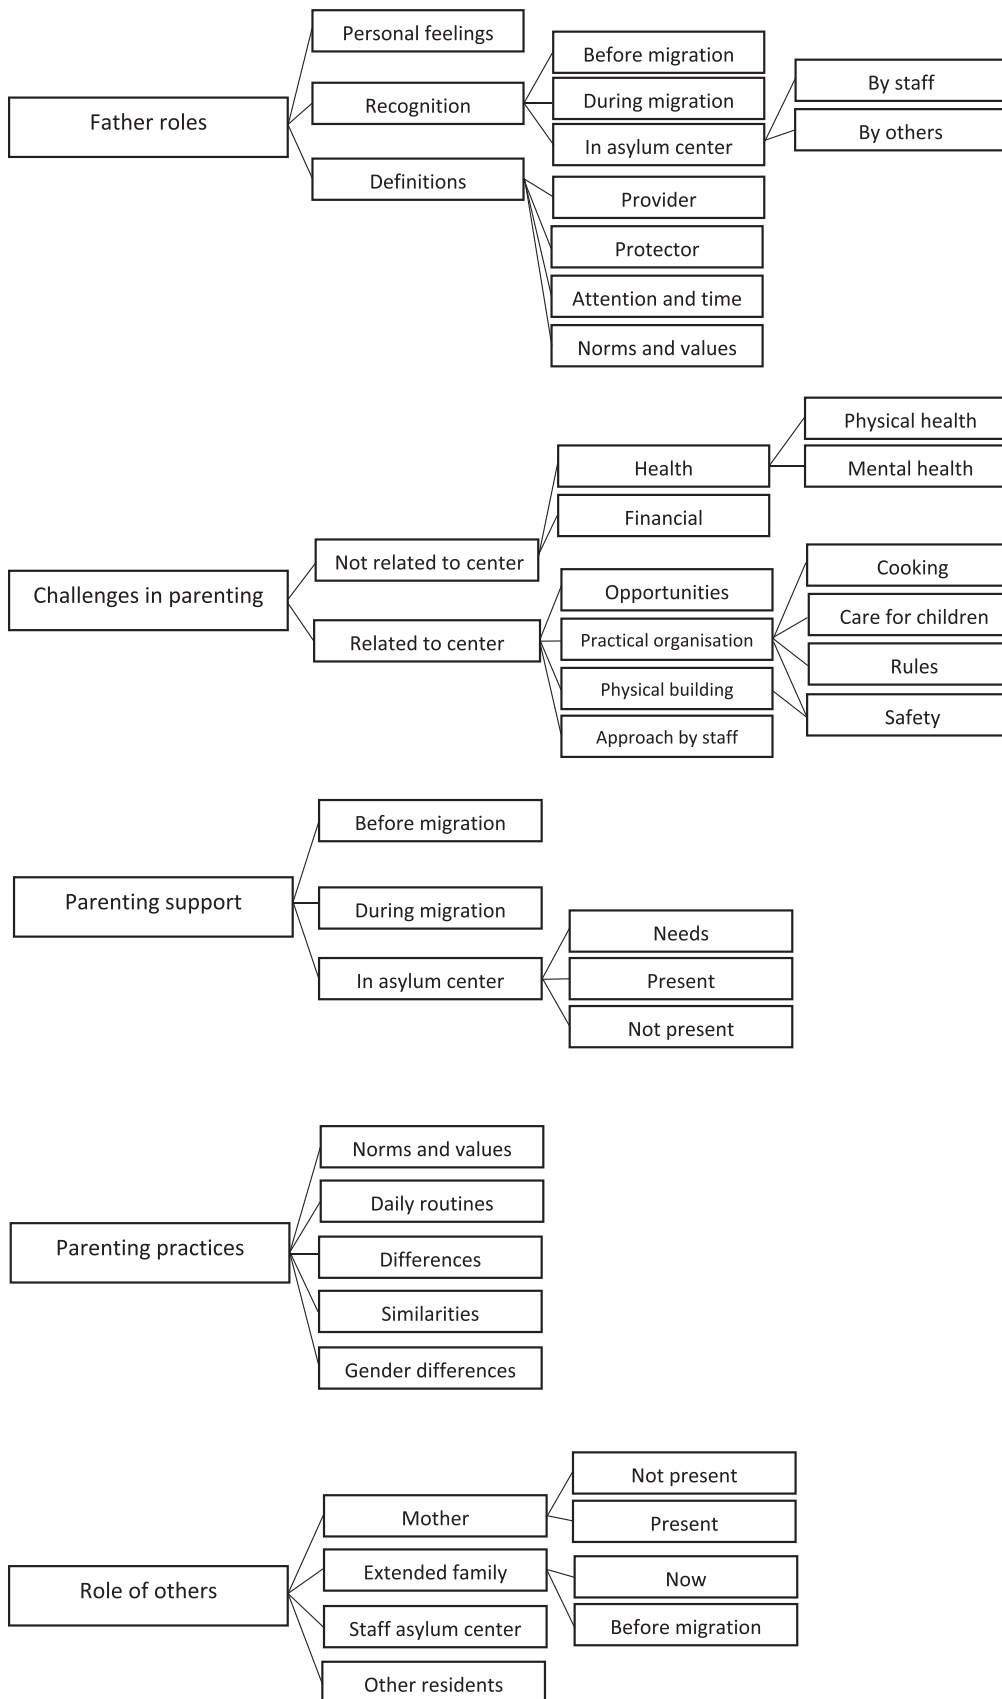 Father roles
Personal feelings
Recognition
Before migration
During migration
In asylum center
By staff
By others
Definitions
Provider
Protector
Attention and time
Norms and values
Challenges in parenting
Not related to center
Health
Physical health
Mental health
Financial
Related to center
Opportunities
Practical organisation
Cooking
Care for children
Rules
Safety
Physical building
Approach by staff
Parenting support
Before migration
During migration
In asylum center
Needs
Present
Not present
Parenting practices
Norms and values
Daily routines
Differences
Similarities
Gender differences
Role of others
Mother
Not present
Present
Extended family
Now
Before migration
Staff asylum center
Other residents